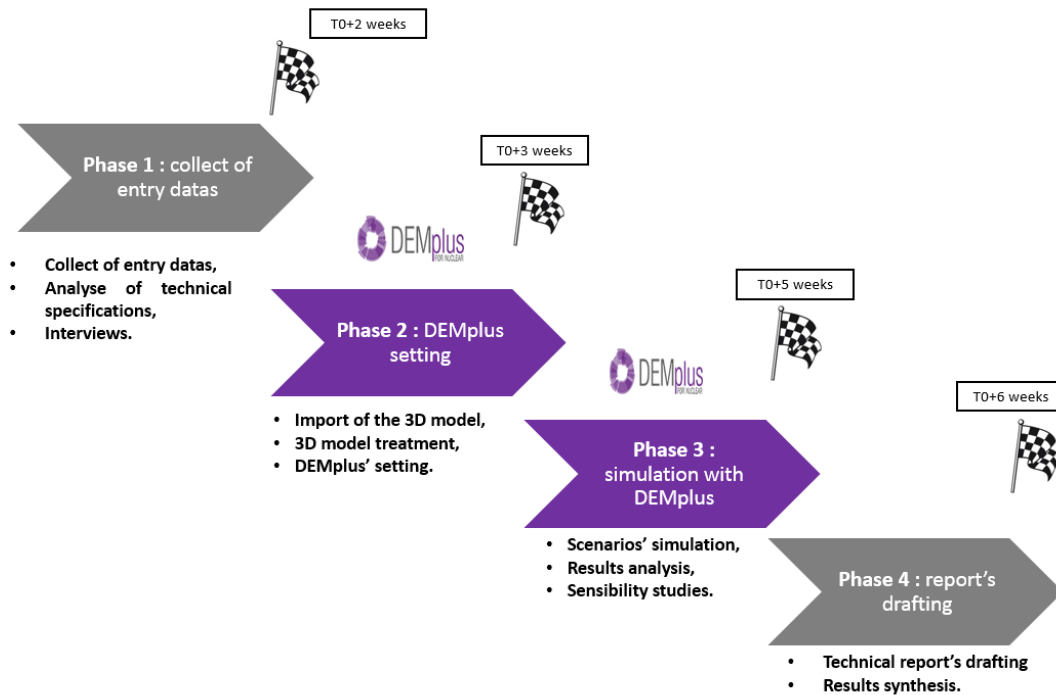 T0+2 weeks
Phase 1 : collect of
entry datas
• Collect of entry datas,
• Analyse of technical
specifications,
• Interviews.
T0+3 weeks
DEMplus
FOR NUCLEAR
Phase 2 : DEMplus
setting
• Import of the 3D model,
• 3D model treatment,
• DEMplus' setting.
T0+5 weeks
DEMplus
FOR NUCLEAR
Phase 3 :
simulation with
DEMplus
• Scenarios' simulation,
• Results analysis,
• Sensibility studies.
T0+6 weeks
Phase 4 : report's
drafting
• Technical report's drafting
• Results synthesis.